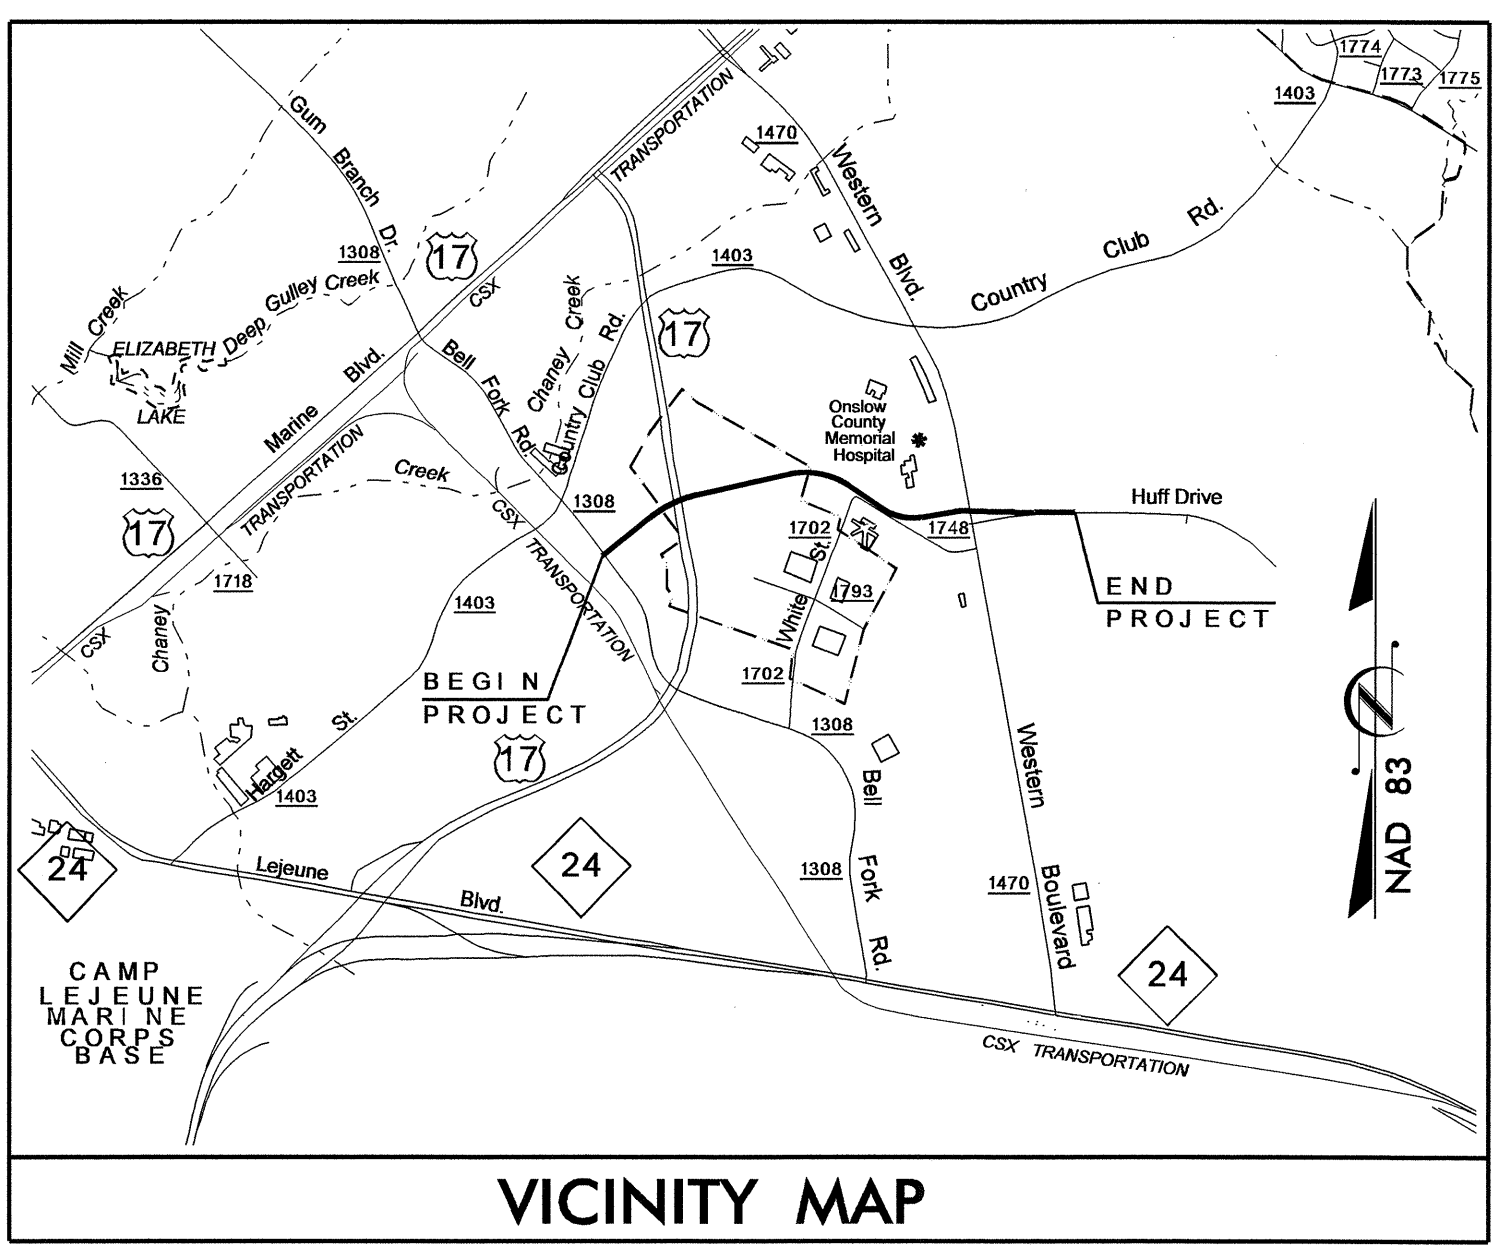 1774
1773
1775
1403
TRANSPORTATION
Gum
Branch
Dr.
1470
Western
Blvd.
1308
17
CSX
Mill Creek
ELIZABETH
LAKE
Deep Gulley Creek
1403
Country Club Rd.
17
Marine Blvd.
Bell
Fork
Rd.
Chaney Creek
Country Club Rd.
Onslow
County
Memorial
Hospital
TRANSPORTATION
Creek
1336
17
1308
CSX TRANSPORTATION
Huff Drive
1748
1702
1793
White St.
1718
1403
Chaney
CSX
END
PROJECT
BEGIN
PROJECT
1702
1308
17
Hargett St.
1403
Bell
Fork
Rd.
Western
Boulevard
NAD 83
24
Lejeune
Blvd.
24
1308
1470
24
CAMP
LEJEUNE
MARINE
CORPS
BASE
CSX TRANSPORTATION
VICINITY MAP